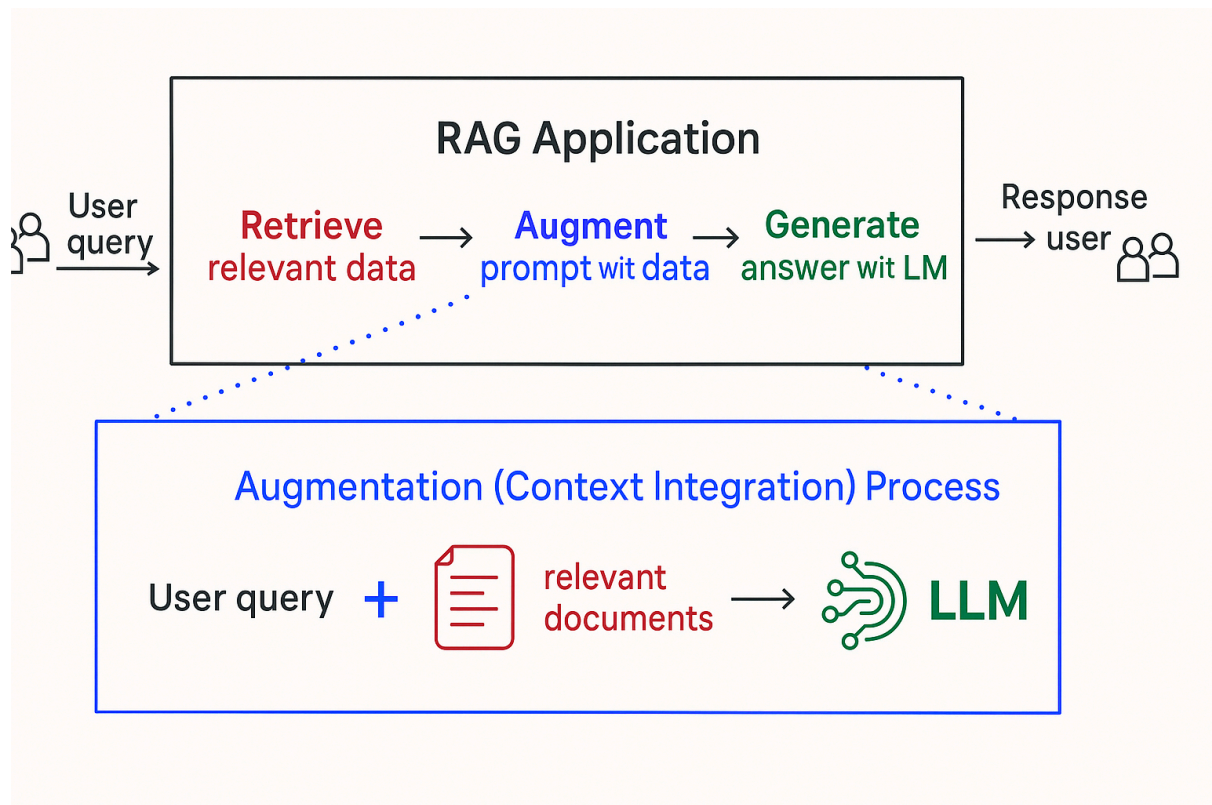 RAG Application
User
query
Retrieve
relevant data
Augment
prompt wit data
Generate
answer wit LM
Response
user
Augmentation (Context Integration) Process
User query +
relevant
documents
LLM